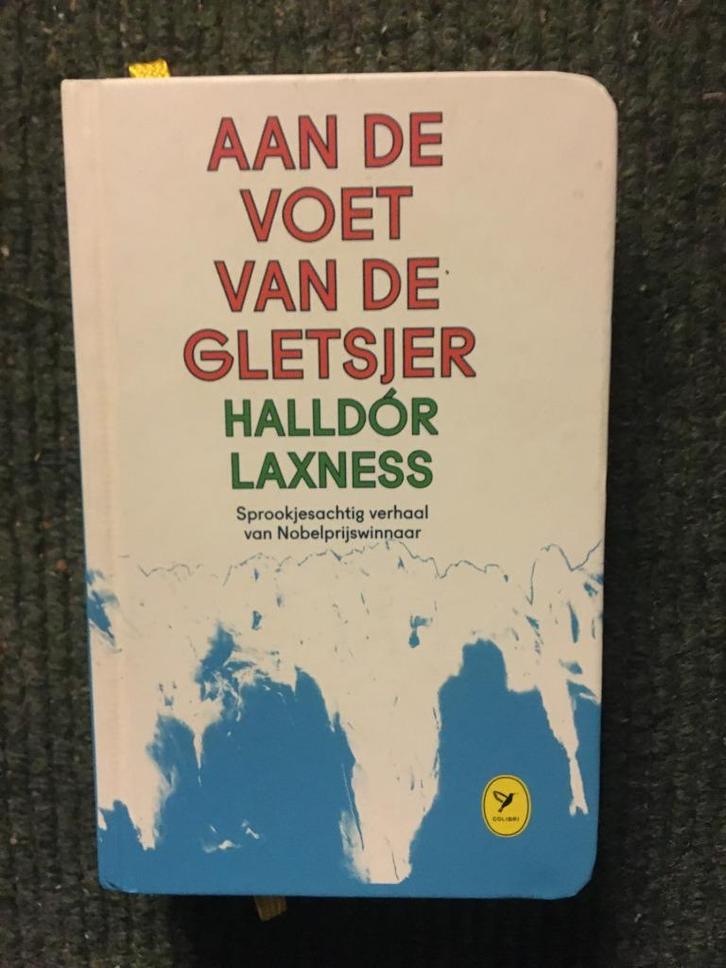 AAN DE
VOET
VAN DE
GLETSJER
HALLDÓR
LAXNESS
Sprookjesachtig verhaal
van Nobelprijswinnaar
COLIBRI